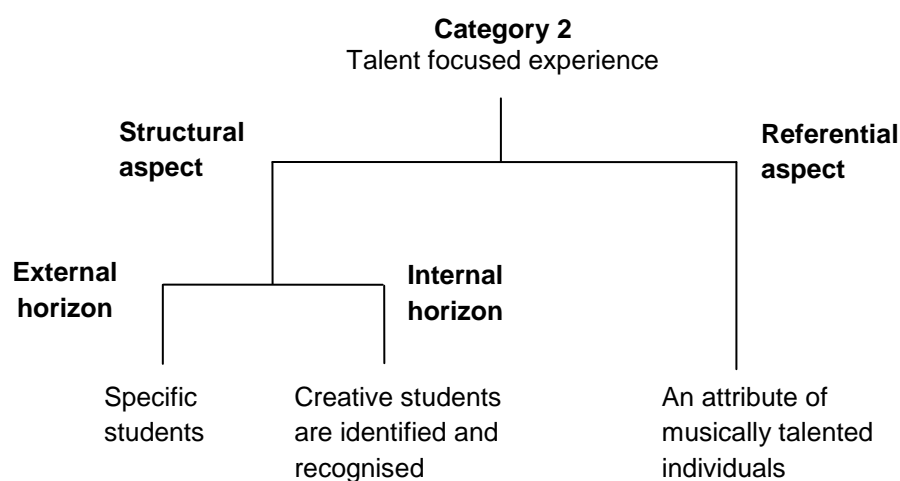 Category 2
Talent focused experience
Structural
aspect
Referential
aspect
External
horizon
Internal
horizon
Specific
students
Creative students
are identified and
recognised
An attribute of
musically talented
individuals